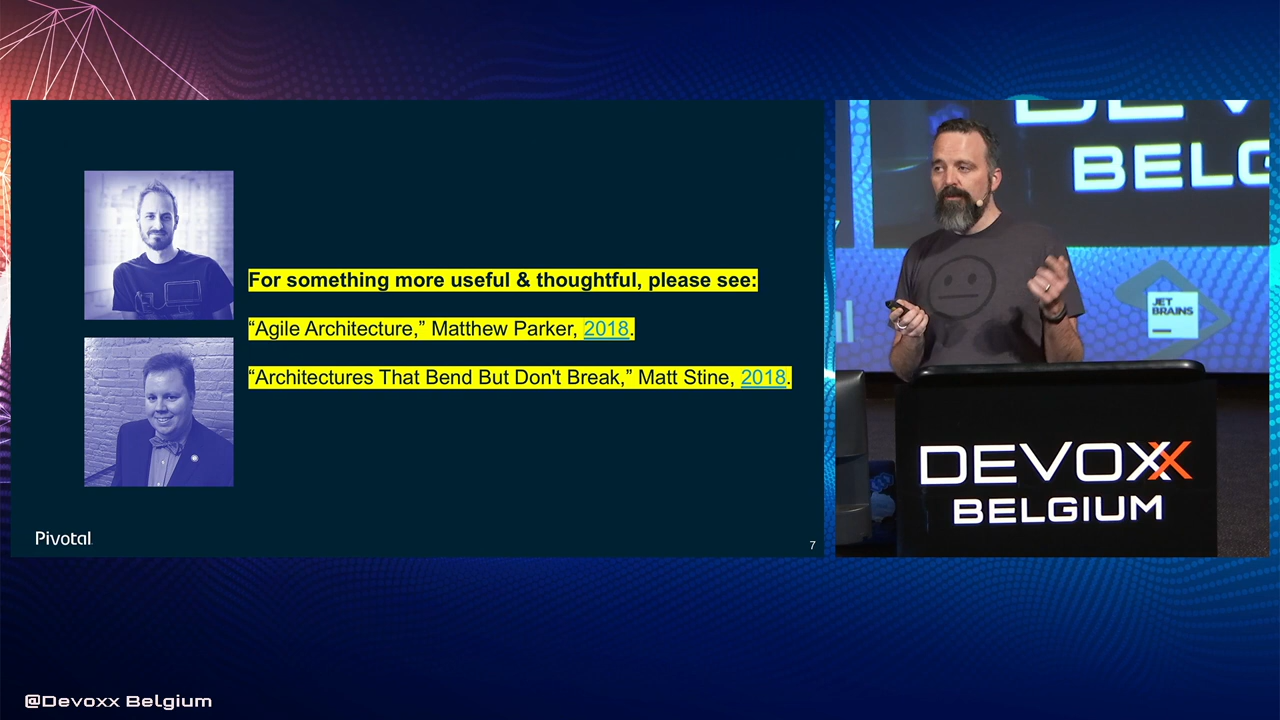 For something more useful & thoughtful, please see:
“Agile Architecture,” Matthew Parker, 2018.
“Architectures That Bend But Don't Break,” Matt Stine, 2018.
Pivotal
7
BELG
JET
BRAINS
DEVOXX
BELGIUM
@Devoxx Belgium